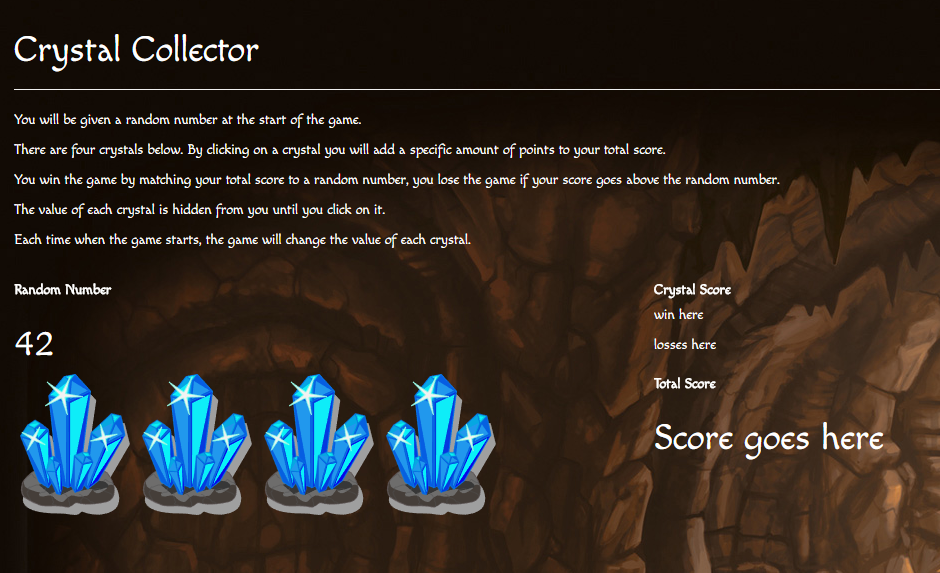 Crystal Collector
You will be given a random number at the start of the game.
There are four crystals below. By clicking on a crystal you will add a specific amount of points to your total score.
You win the game by matching your total score to a random number, you lose the game if your score goes above the random number.
The value of each crystal is hidden from you until you click on it.
Each time when the game starts, the game will change the value of each crystal.
Random Number
42
Crystal Score
win here
losses here
Total Score
Score goes here